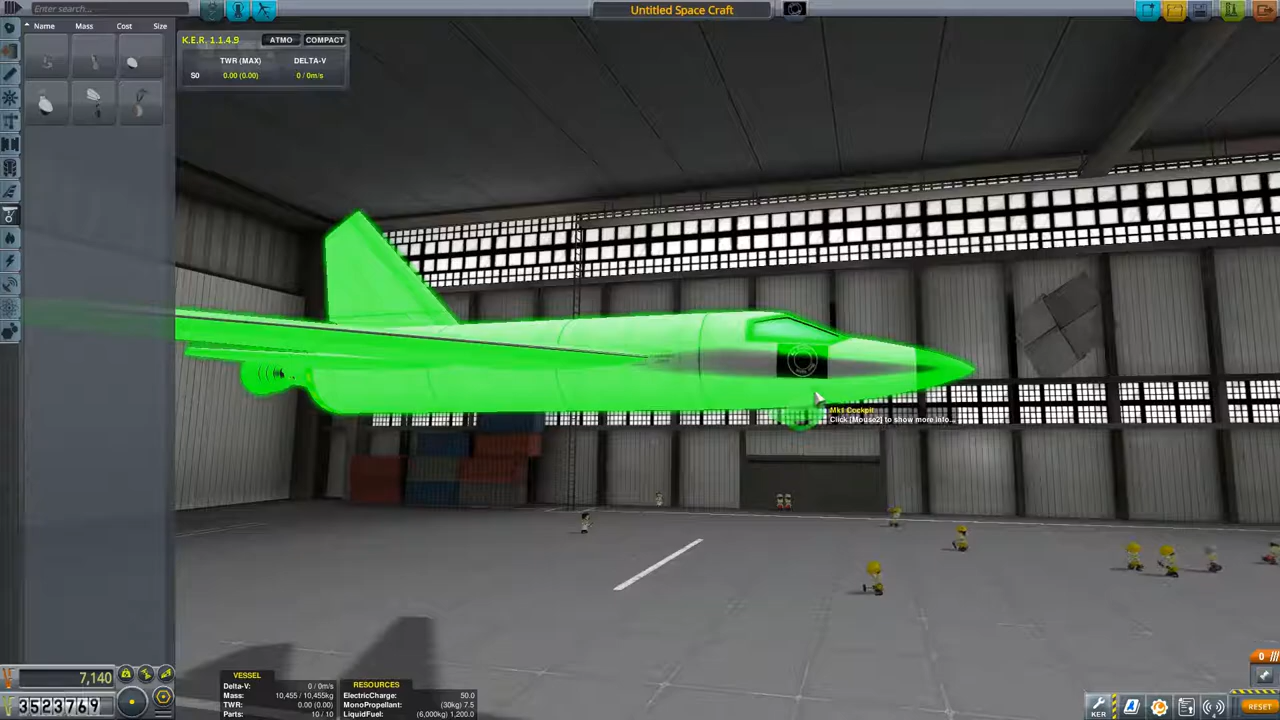 Enter search...
Untitled Space Craft
Name Mass Cost Size
K.E.R. 1.1.4.9 ATMO COMPACT
TWR (MAX) DELTA-V
S0 0.00 (0.00) 0 / 0m/s
Mk1 Cockpit
Click [Mouse2] to show more info...
7,140
3523769
VESSEL
Delta-V: 0 / 0m/s
Mass: 10,455 / 10,455kg
TWR: 0.00 (0.00)
Parts: 10 / 10
RESOURCES
ElectricCharge: 50.0
MonoPropellant: (30kg) 7.5
LiquidFuel: (6,000kg) 1,200.0
0
KER
RESET